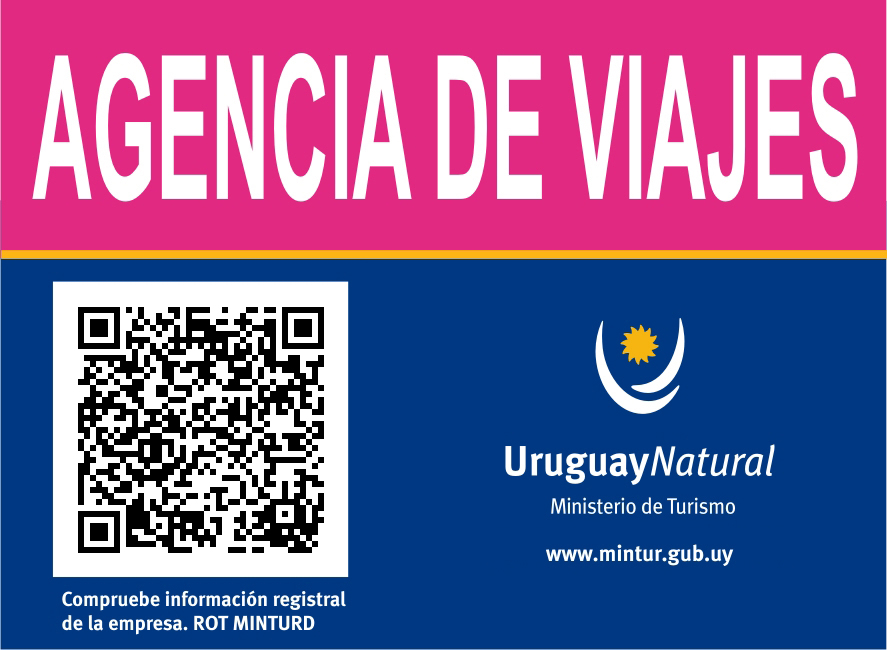 AGENCIA DE VIAJES
UruguayNatural
Ministerio de Turismo
www.mintur.gub.uy
Compruebe información registral
de la empresa. ROT MINTURD